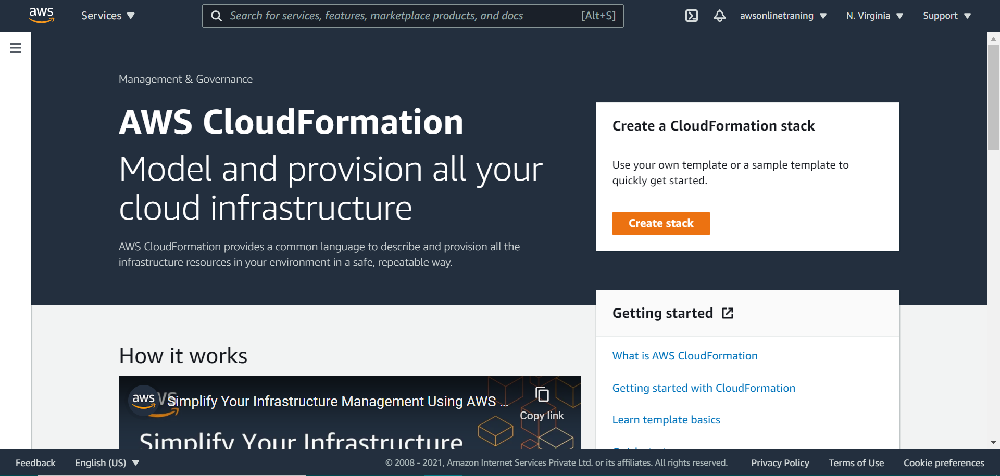 aws
Services
Search for services, features, marketplace products, and docs
[Alt+S]
awsonlinetraning
N. Virginia
Support
Management & Governance
AWS CloudFormation
Model and provision all your
cloud infrastructure
AWS CloudFormation provides a common language to describe and provision all the
infrastructure resources in your environment in a safe, repeatable way.
Create a CloudFormation stack
Use your own template or a sample template to
quickly get started.
Create stack
Getting started
What is AWS CloudFormation
Getting started with CloudFormation
Learn template basics
How it works
aws
Simplify Your Infrastructure Management Using AWS ...
Copy link
Simplify Your Infrastructure
Feedback
English (US)
© 2008 - 2021, Amazon Internet Services Private Ltd. or its affiliates. All rights reserved.
Privacy Policy
Terms of Use
Cookie preferences